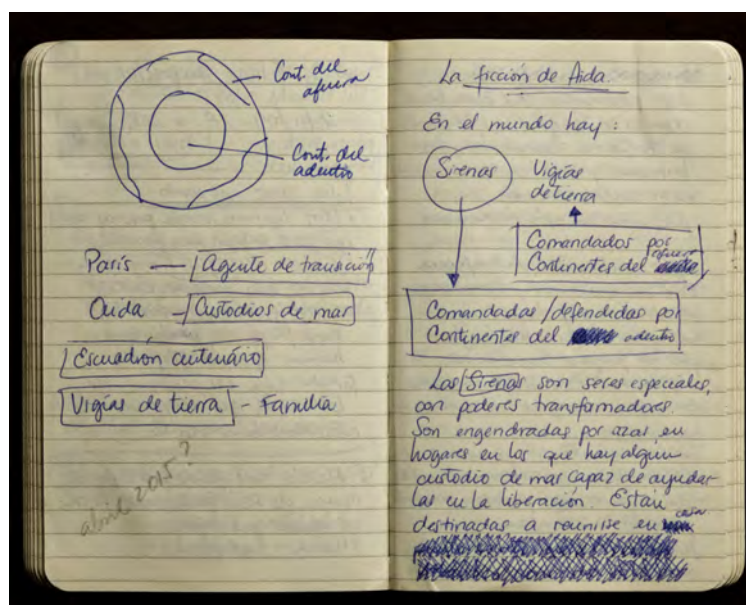 Cont. del
afuera
Cont. del
adentro
París — Agente de transición
Ouida — Custodios de mar
Escuadrón centenário
Vigías de tierra - Familia
abril 2015?
La ficción de Aida.
En el mundo hay:
Sirenas
Vigías
de tierra
Comandados por
afuera
Continentes del
Comandadas/defendidas por
Continentes del adentro
Las Sirenas son seres especiales,
con poderes transformadores.
Son engendradas por azar en
hogares en los que hay algún
custodio de mar capaz de ayudar
las en la liberación. Están
destinadas a reunirse en